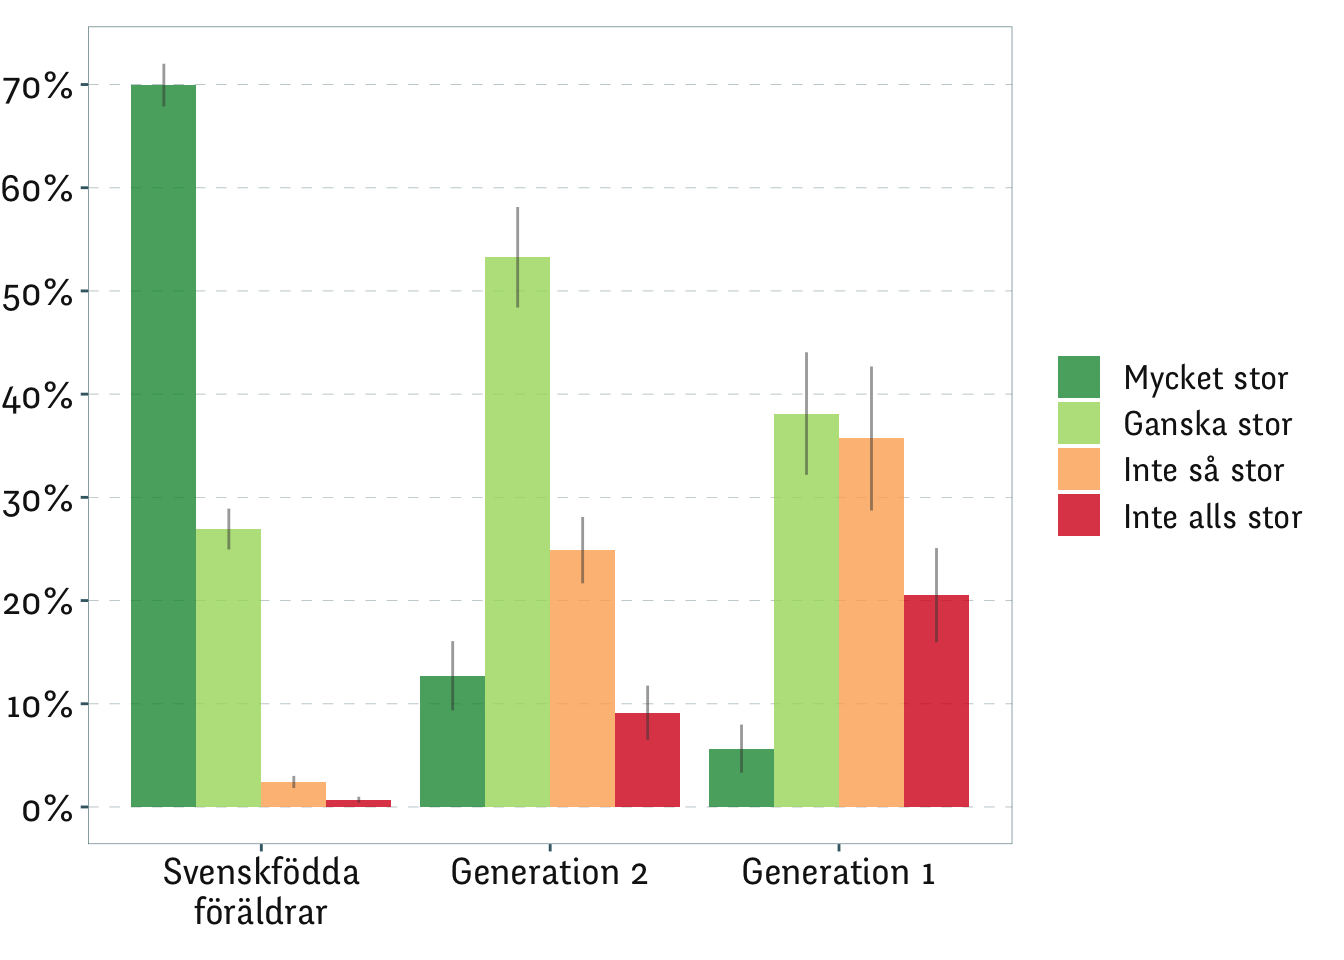 70%
60%
50%
40%
30%
20%
10%
0%
Svenskfödda
föräldrar
Generation 2
Generation 1
Mycket stor
Ganska stor
Inte så stor
Inte alls stor